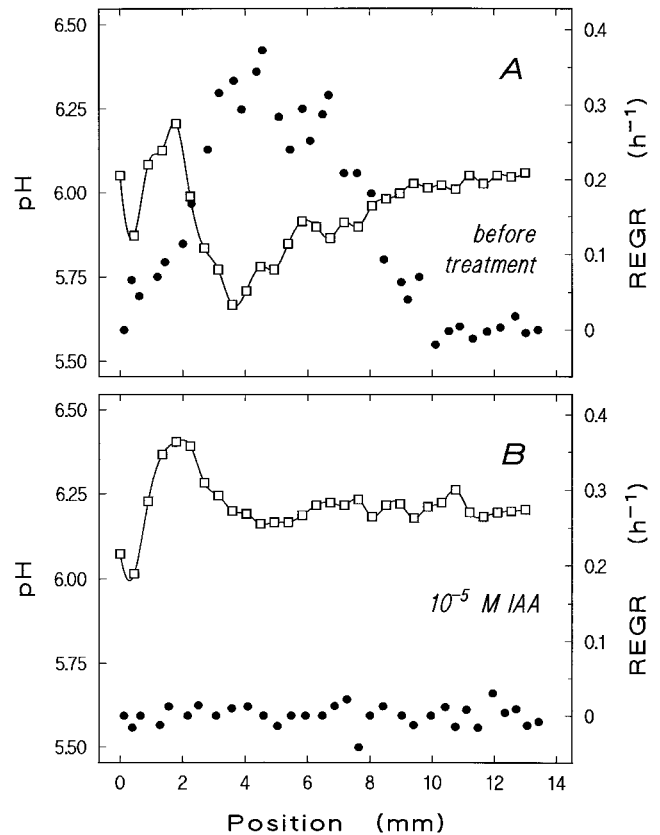 6.50
6.25
6.00
5.75
5.50
pH
A
before
treatment
0.4
0.3
0.2
0.1
0
REGR (h⁻¹)
6.50
6.25
6.00
5.75
5.50
pH
B
10⁻⁵ M IAA
0.4
0.3
0.2
0.1
0
REGR (h⁻¹)
0 2 4 6 8 10 12 14
Position (mm)